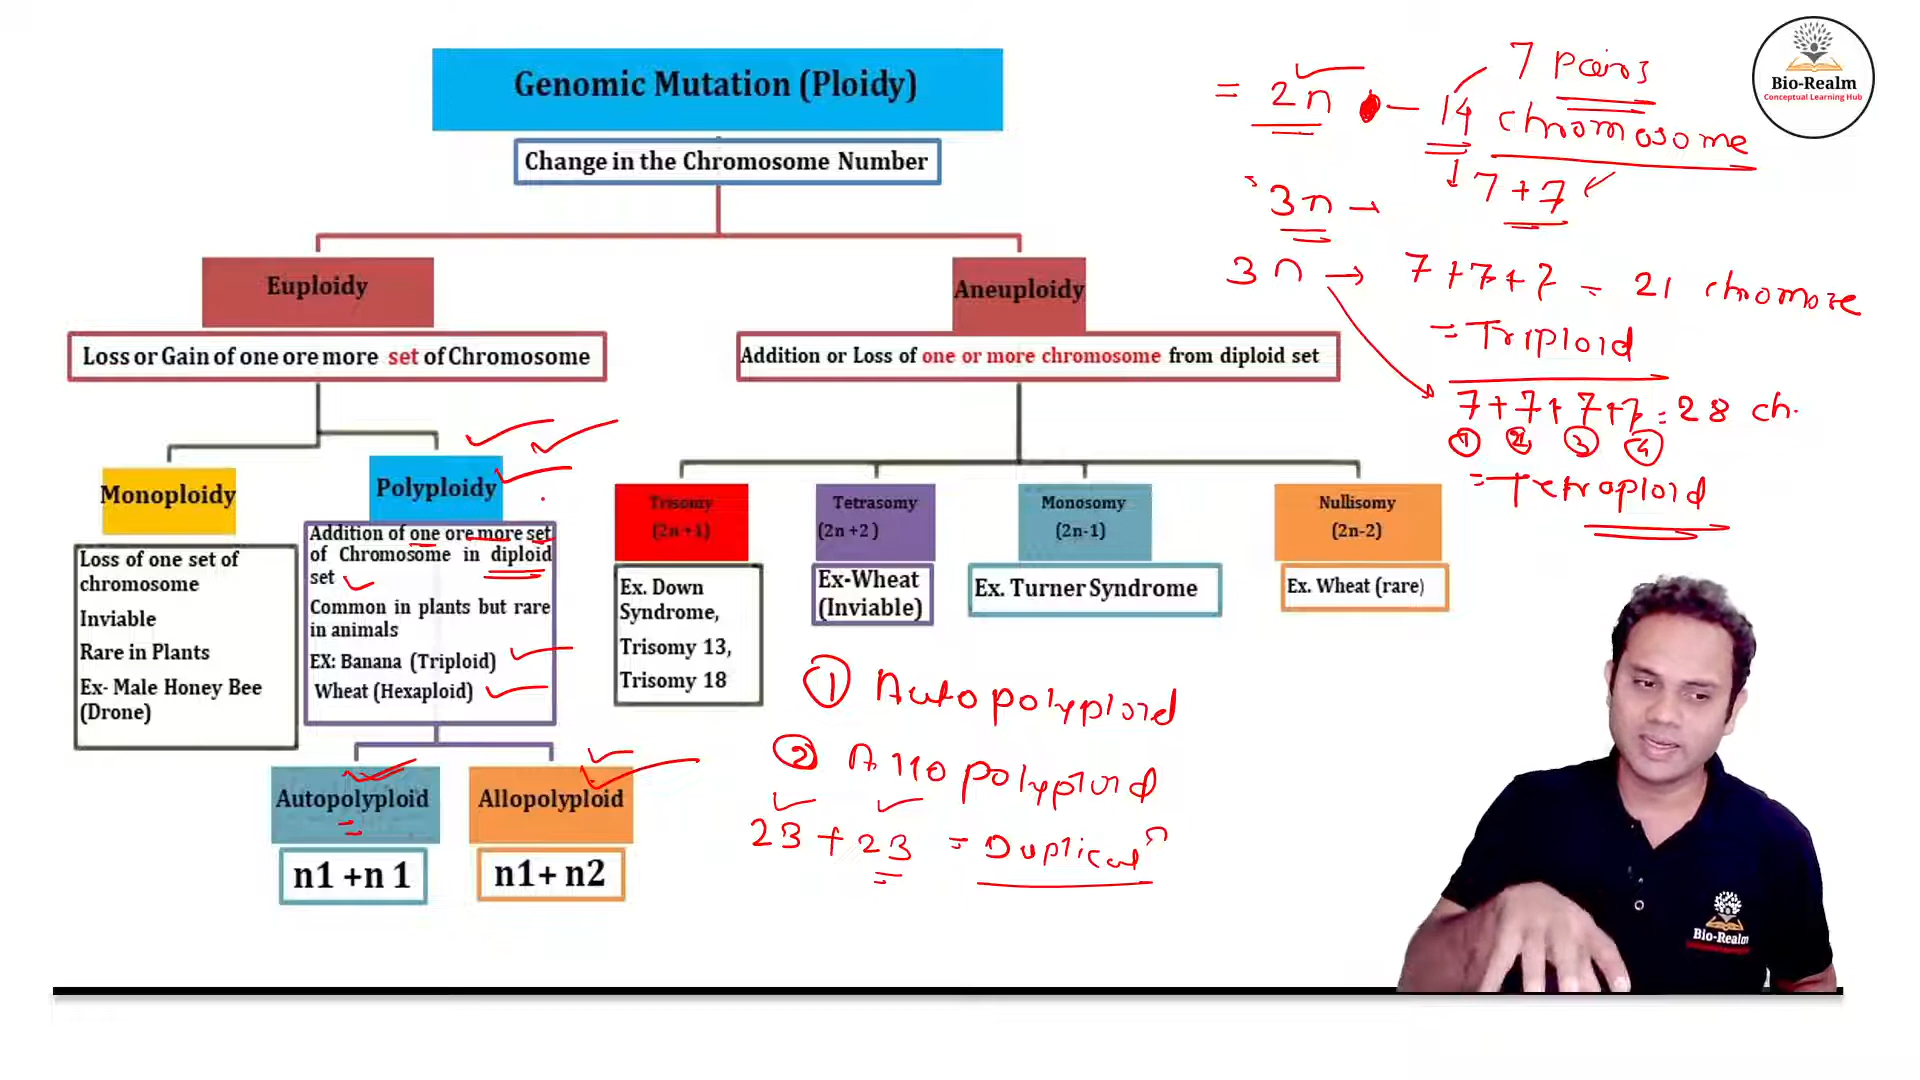 Genomic Mutation (Ploidy)
Change in the Chromosome Number
Euploidy
Loss or Gain of one ore more set of Chromosome
Aneuploidy
Addition or Loss of one or more chromosome from diploid set
Monoploidy
Loss of one set of
chromosome
Inviable
Rare in Plants
Ex- Male Honey Bee
(Drone)
Polyploidy
Addition of one ore more set
of Chromosome in diploid
set
Common in plants but rare
in animals
EX: Banana (Triploid)
Wheat (Hexaploid)
Autopolyploid
n1 +n 1
Allopolyploid
n1+ n2
Trisomy
(2n +1)
Ex. Down
Syndrome,
Trisomy 13,
Trisomy 18
Tetrasomy
(2n +2 )
Ex-Wheat
(Inviable)
Monosomy
(2n-1)
Ex. Turner Syndrome
Nullisomy
(2n-2)
Ex. Wheat (rare)
= 2n - 14 chromosome
7 pairs
7 + 7
3n →
3n → 7+7+7 = 21
= Triploid
7+7+7+7 = 28 ch.
1 2 3 4
= Tetraploid
1 Autopolyploid
2 Allopolyploid
23 + 23 =
Bio-Realm
Conceptual Learning Hub
Bio-Realm